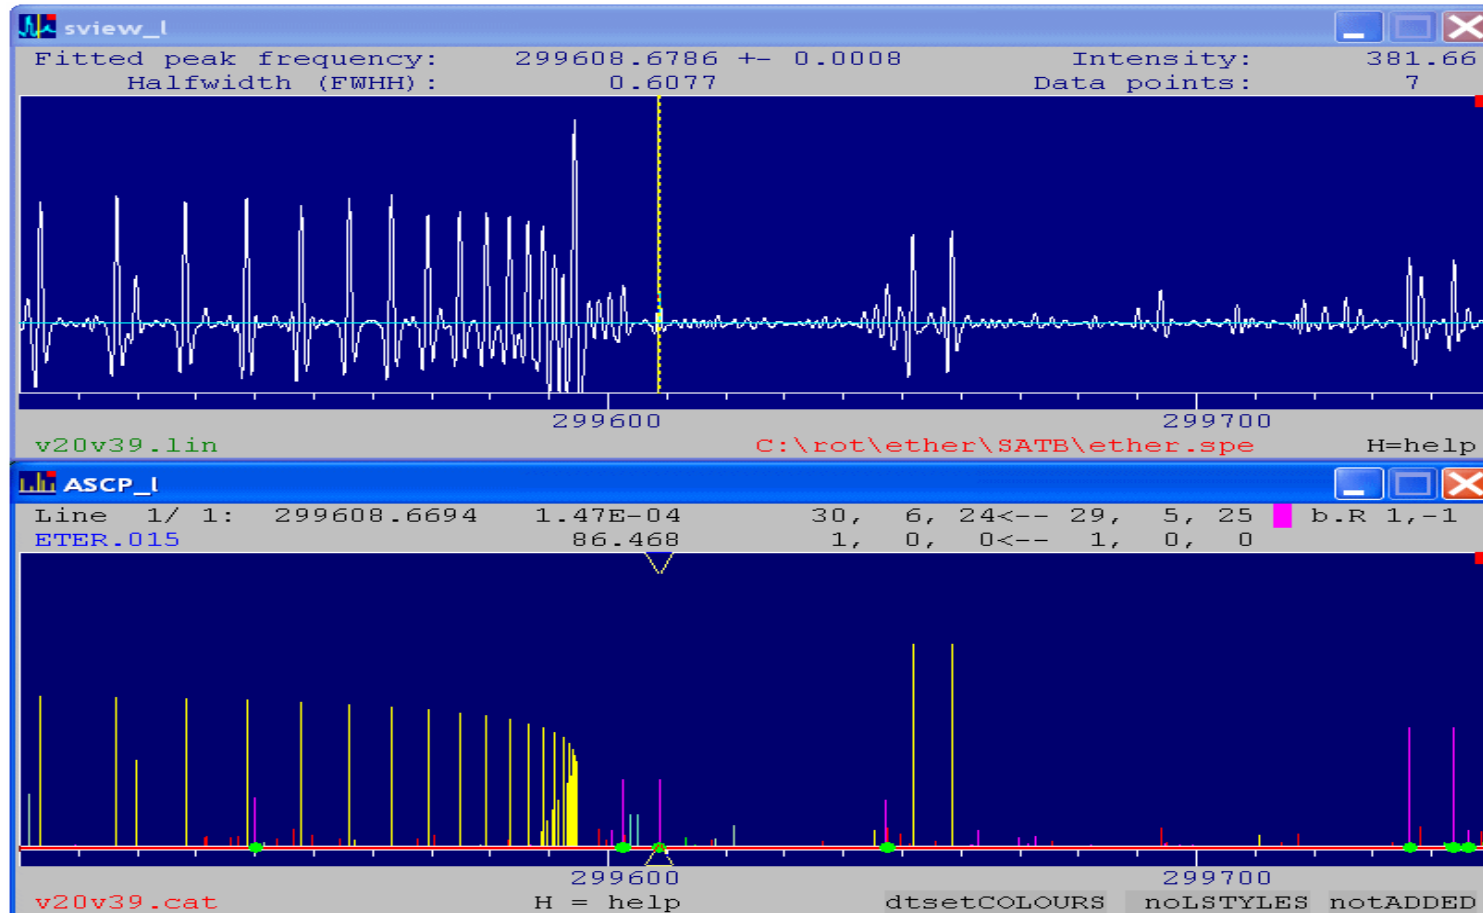 sview_l
Fitted peak frequency: 299608.6786 +- 0.0008 Intensity: 381.66
Halfwidth (FWHH): 0.6077 Data points: 7
299600 299700
v20v39.lin C:\rot\ether\SATB\ether.spe H=help
ASCP_l
Line 1/ 1: 299608.6694 1.47E-04 30, 6, 24<-- 29, 5, 25 b.R 1,-1
ETER.015 86.468 1, 0, 0<-- 1, 0, 0
299600 299700
v20v39.cat H = help dtsetCOLOURS noLSTYLES notADDED